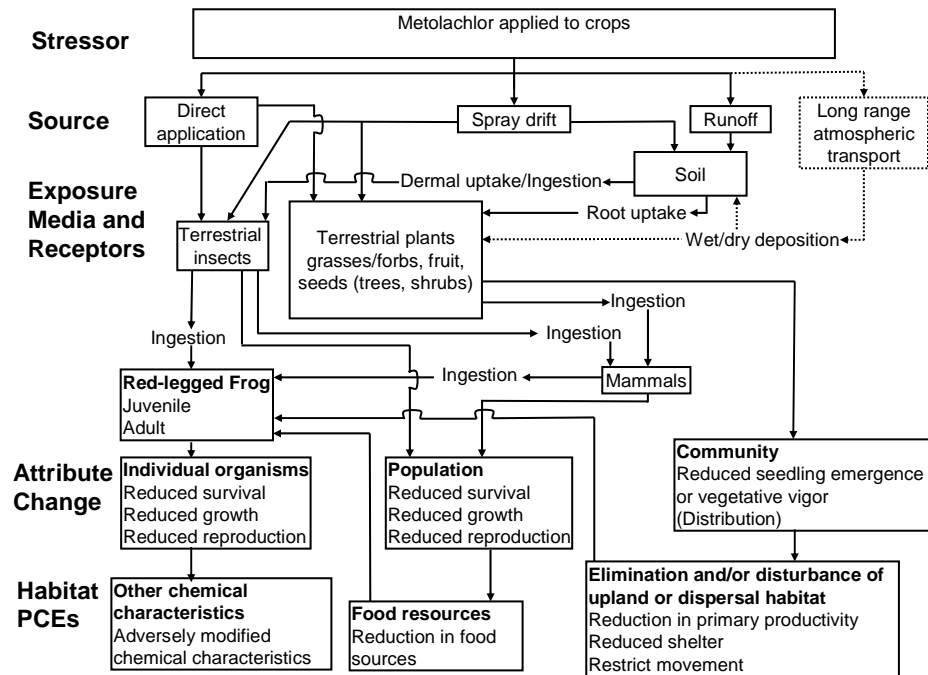 Stressor
Metolachlor applied to crops
Source
Direct
application
Spray drift
Runoff
Long range
atmospheric
transport
Exposure
Media and
Receptors
Dermal uptake/Ingestion
Soil
Root uptake
Wet/dry deposition
Terrestrial
insects
Terrestrial plants
grasses/forbs, fruit,
seeds (trees, shrubs)
Ingestion
Ingestion
Ingestion
Red-legged Frog
Juvenile
Adult
Ingestion
Mammals
Attribute
Change
Individual organisms
Reduced survival
Reduced growth
Reduced reproduction
Population
Reduced survival
Reduced growth
Reduced reproduction
Community
Reduced seedling emergence
or vegetative vigor
(Distribution)
Habitat
PCEs
Other chemical
characteristics
Adversely modified
chemical characteristics
Food resources
Reduction in food
sources
Elimination and/or disturbance of
upland or dispersal habitat
Reduction in primary productivity
Reduced shelter
Restrict movement